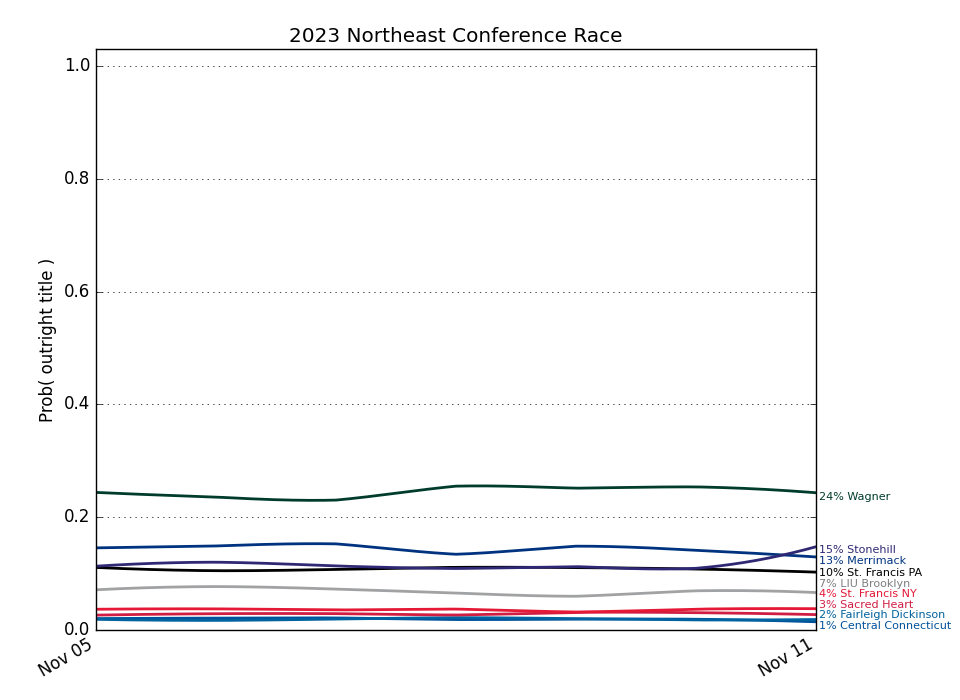 2023 Northeast Conference Race
1.0
0.8
0.6
0.4
0.2
0.0
Prob( outright title )
Nov 05
Nov 11
24% Wagner
15% Stonehill
13% Merrimack
10% St. Francis PA
7% LIU Brooklyn
4% St. Francis NY
3% Sacred Heart
2% Fairleigh Dickinson
1% Central Connecticut